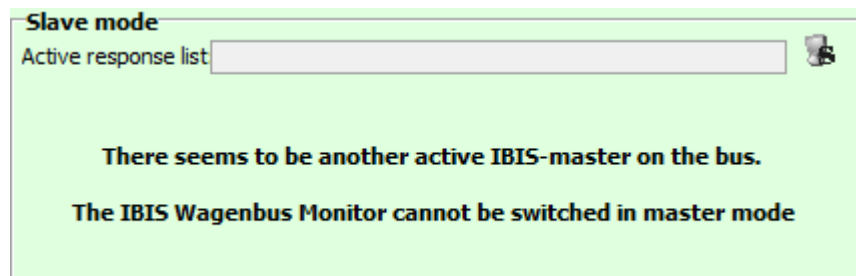 Slave mode
Active response list
There seems to be another active IBIS-master on the bus.
The IBIS Wagenbus Monitor cannot be switched in master mode